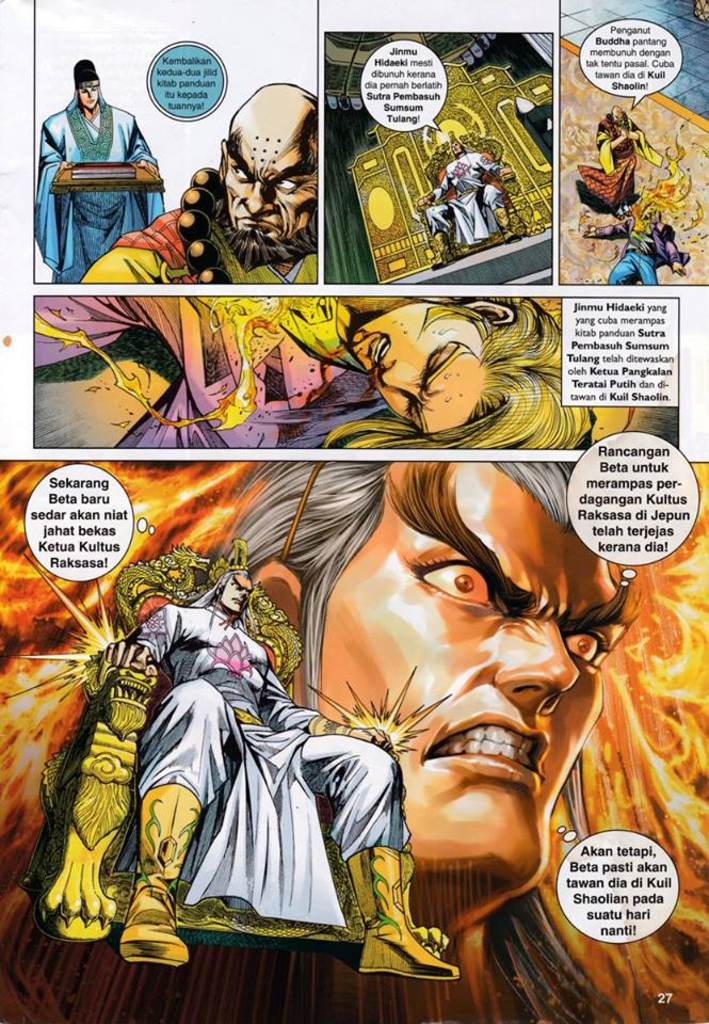 Kembalikan
kedua-dua jilid
kitab panduan
itu kepada
tuannya!
Jinmu
Hidaeki mesti
dibunuh kerana
dia pernah berlatih
Sutra Pembasuh
Sumsum
Tulang!
Penganut
Buddha pantang
membunuh dengan
tak tentu pasal. Cuba
tawan dia di Kuil
Shaolin!
Jinmu Hidaeki yang
yang cuba merampas
kitab panduan Sutra
Pembasuh Sumsum
Tulang telah ditewaskan
oleh Ketua Pangkalan
Teratai Putih dan di-
tawan di Kuil Shaolin.
Sekarang
Beta baru
sedar akan niat
jahat bekas
Ketua Kultus
Raksasa!
Rancangan
Beta untuk
merampas per-
dagangan Kultus
Raksasa di Jepun
telah terjejas
kerana dia!
Akan tetapi,
Beta pasti akan
tawan dia di Kuil
Shaolian pada
suatu hari
nanti!
27